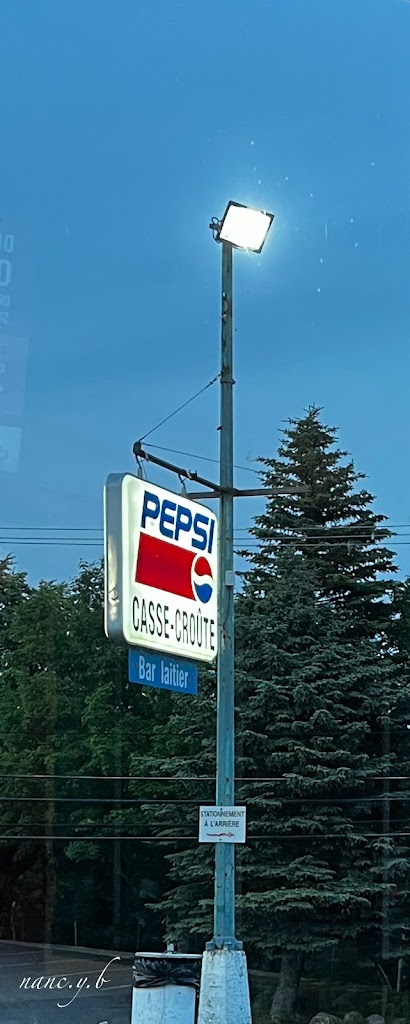 PEPSI
CASSE-CROÛTE
Bar laitier
STATIONNEMENT
À L'ARRIÈRE
nanc.y.b